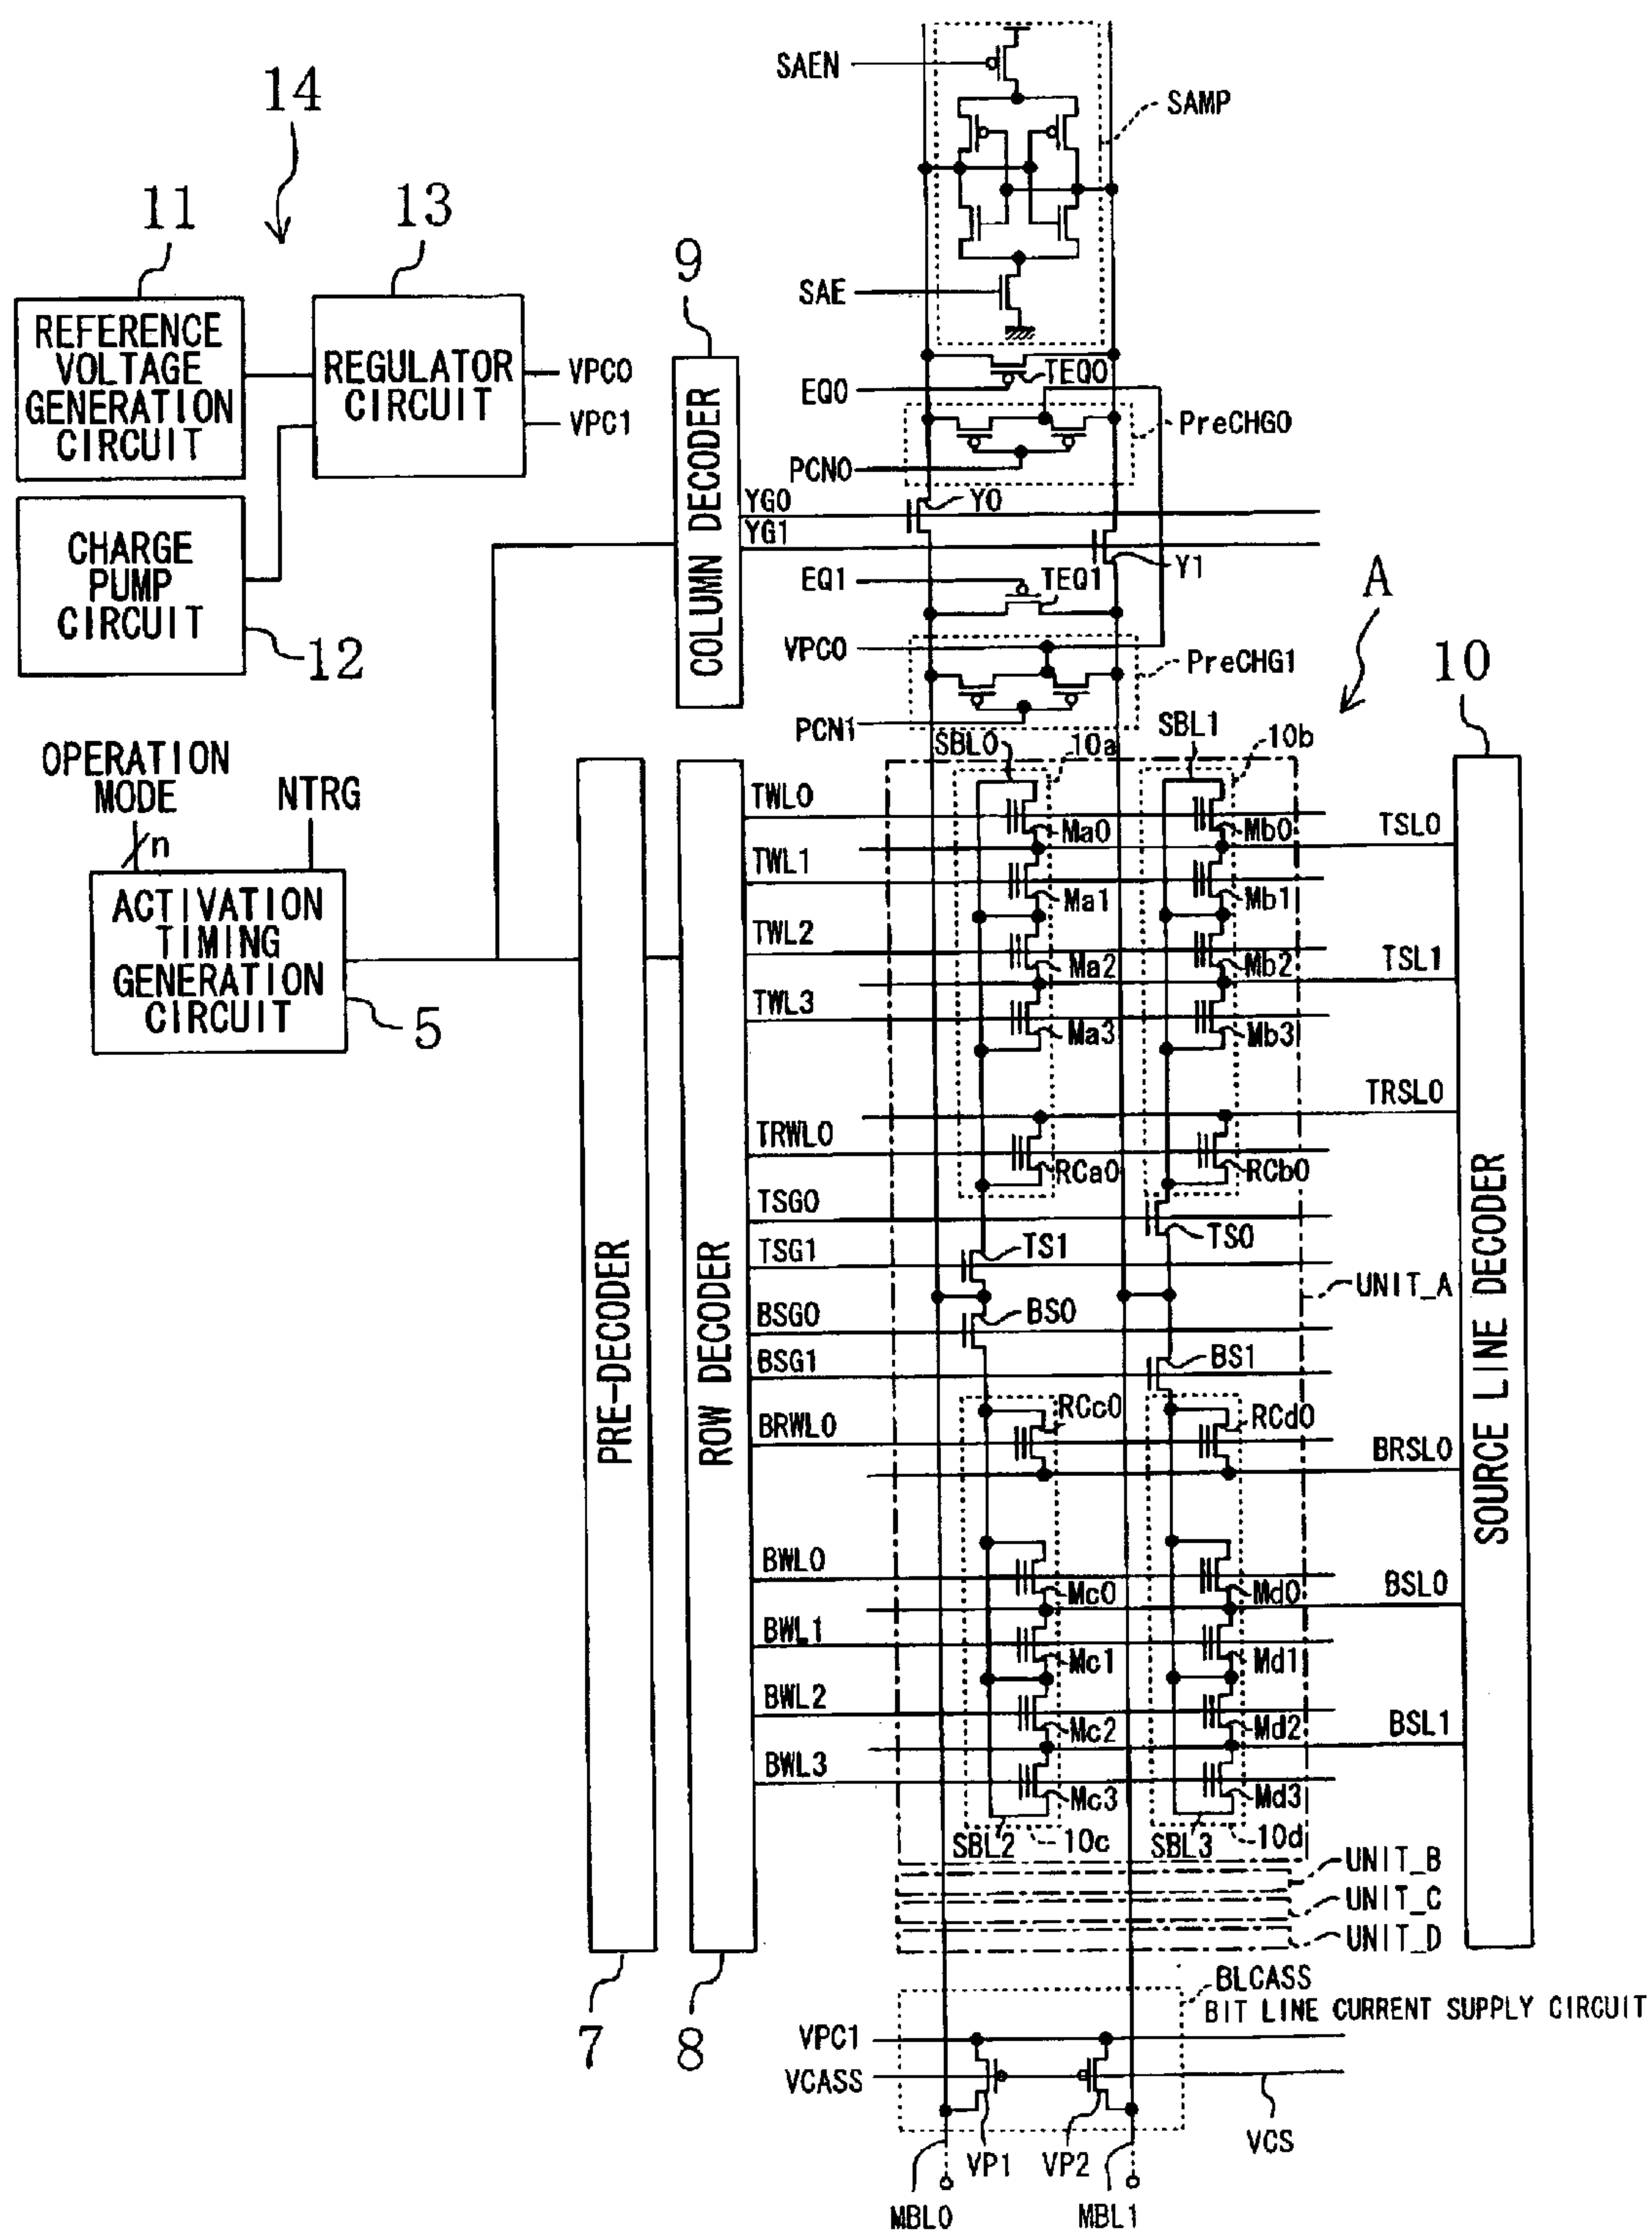 14
11
13
REFERENCE
VOLTAGE
GENERATION
CIRCUIT
REGULATOR
CIRCUIT
VPC0
VPC1
CHARGE
PUMP
CIRCUIT
12
9
COLUMN DECODER
SAEN
SAMP
SAE
EQ0
TEQ0
PreCHG0
PCN0
YG0
Y0
YG1
Y1
EQ1
TEQ1
VPC0
PreCHG1
PCN1
A
10
OPERATION
MODE
n
NTRG
ACTIVATION
TIMING
GENERATION
CIRCUIT
5
PRE-DECODER
7
ROW DECODER
8
SOURCE LINE DECODER
SBL0
10a
SBL1
10b
TWL0
Ma0
Mb0
TSL0
TWL1
Ma1
Mb1
TWL2
Ma2
Mb2
TSL1
TWL3
Ma3
Mb3
TRSL0
TRWL0
RCa0
RCb0
TSG0
TS0
TSG1
TS1
UNIT_A
BSG0
BS0
BSG1
BS1
RCc0
RCd0
BRWL0
BRSL0
BWL0
Mc0
Md0
BSL0
BWL1
Mc1
Md1
BWL2
Mc2
Md2
BSL1
BWL3
Mc3
Md3
SBL2
10c
SBL3
10d
UNIT_B
UNIT_C
UNIT_D
BLCASS
BIT LINE CURRENT SUPPLY CIRCUIT
VPC1
VCASS
VCS
VP1
VP2
MBL0
MBL1